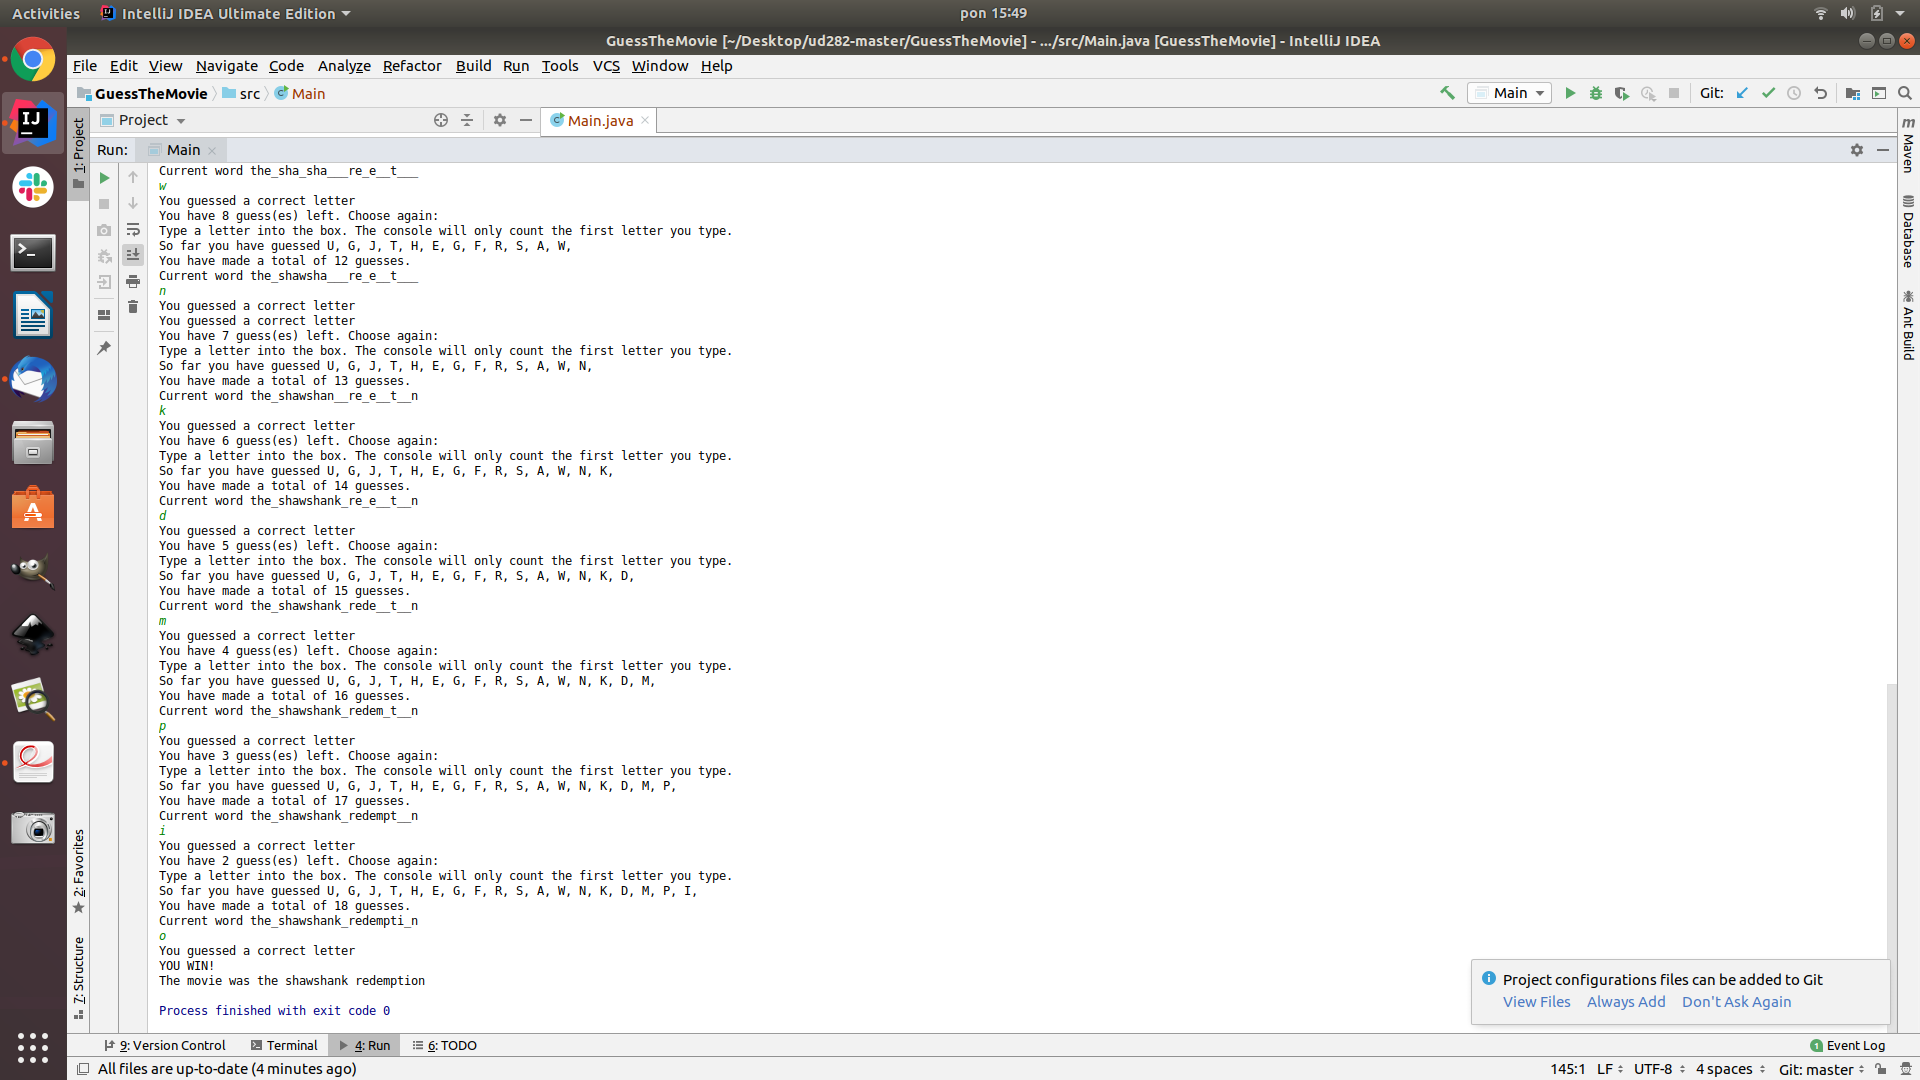 Activities IntelliJ IDEA Ultimate Edition pon 15:49
GuessTheMovie [~/Desktop/ud282-master/GuessTheMovie] - .../src/Main.java [GuessTheMovie] - IntelliJ IDEA
File Edit View Navigate Code Analyze Refactor Build Run Tools VCS Window Help
GuessTheMovie src Main Main Git:
Project Main.java
Run: Main
1: Project
2: Favorites
7: Structure
Maven
Database
Ant Build
Current word the_sha_sha___re_e__t___
w
You guessed a correct letter
You have 8 guess(es) left. Choose again:
Type a letter into the box. The console will only count the first letter you type.
So far you have guessed U, G, J, T, H, E, G, F, R, S, A, W,
You have made a total of 12 guesses.
Current word the_shawsha___re_e__t___
n
You guessed a correct letter
You guessed a correct letter
You have 7 guess(es) left. Choose again:
Type a letter into the box. The console will only count the first letter you type.
So far you have guessed U, G, J, T, H, E, G, F, R, S, A, W, N,
You have made a total of 13 guesses.
Current word the_shawshan__re_e__t__n
k
You guessed a correct letter
You have 6 guess(es) left. Choose again:
Type a letter into the box. The console will only count the first letter you type.
So far you have guessed U, G, J, T, H, E, G, F, R, S, A, W, N, K,
You have made a total of 14 guesses.
Current word the_shawshank_re_e__t__n
d
You guessed a correct letter
You have 5 guess(es) left. Choose again:
Type a letter into the box. The console will only count the first letter you type.
So far you have guessed U, G, J, T, H, E, G, F, R, S, A, W, N, K, D,
You have made a total of 15 guesses.
Current word the_shawshank_rede__t__n
m
You guessed a correct letter
You have 4 guess(es) left. Choose again:
Type a letter into the box. The console will only count the first letter you type.
So far you have guessed U, G, J, T, H, E, G, F, R, S, A, W, N, K, D, M,
You have made a total of 16 guesses.
Current word the_shawshank_redem_t__n
p
You guessed a correct letter
You have 3 guess(es) left. Choose again:
Type a letter into the box. The console will only count the first letter you type.
So far you have guessed U, G, J, T, H, E, G, F, R, S, A, W, N, K, D, M, P,
You have made a total of 17 guesses.
Current word the_shawshank_redempt__n
i
You guessed a correct letter
You have 2 guess(es) left. Choose again:
Type a letter into the box. The console will only count the first letter you type.
So far you have guessed U, G, J, T, H, E, G, F, R, S, A, W, N, K, D, M, P, I,
You have made a total of 18 guesses.
Current word the_shawshank_redempti_n
o
You guessed a correct letter
YOU WIN!
The movie was the shawshank redemption
Process finished with exit code 0
Project configurations files can be added to Git
View Files Always Add Don't Ask Again
9: Version Control Terminal 4: Run 6: TODO 1 Event Log
All files are up-to-date (4 minutes ago) 145:1 LF UTF-8 4 spaces Git: master